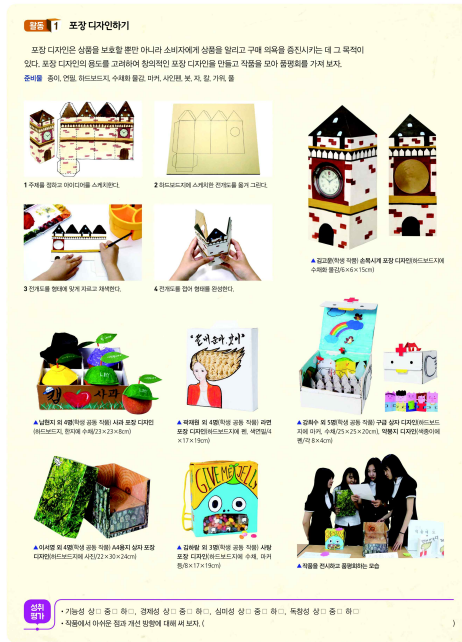 활동 1 포장 디자인하기
포장 디자인은 상품을 보호할 뿐만 아니라 소비자에게 상품을 알리고 구매 의욕을 증진시키는 데 그 목적이
있다. 포장 디자인의 용도를 고려하여 창의적인 포장 디자인을 만들고 작품을 모아 품평회를 가져 보자.
준비물 종이, 연필, 하드보드지, 수채화 물감, 마커, 사인펜, 붓, 자, 칼, 가위, 풀
1 주제를 정하고 아이디어를 스케치한다.
2 하드보드지에 스케치한 전개도를 옮겨 그린다.
3 전개도를 형태에 맞게 자르고 채색한다.
4 전개도를 접어 형태를 완성한다.
▲김고운(학생 작품) 손목시계 포장 디자인(하드보드지에
수채화 물감/6×6×15cm)
사과
▲남현지 외 4명(학생 공동 작품) 사과 포장 디자인
(하드보드지, 한지에 수채/23×23×8cm)
▲곽재원 외 4명(학생 공동 작품) 라면
포장 디자인(하드보드지에 펜, 색연필/4
×17×19cm)
▲강희수 외 5명(학생 공동 작품) 구급 상자 디자인(하드보드
지에 마커, 수채/25×25×20cm), 약봉지 디자인(색종이에
펜/각 8×4cm)
GIVE ME JELLY
▲이서영 외 4명(학생 공동 작품) A4용지 상자 포장
디자인(하드보드지에 사진/22×30×24cm)
▲김하람 외 3명(학생 공동 작품) 사탕
포장 디자인(하드보드지에 수채, 마커
등/8×17×19cm)
▲작품을 전시하고 품평회하는 모습
성취
평가
• 기능성 상□ 중□ 하□, 경제성 상□ 중□ 하□, 심미성 상□ 중□ 하□, 독창성 상□ 중□ 하□
• 작품에서 아쉬운 점과 개선 방향에 대해 써 보자. ( )